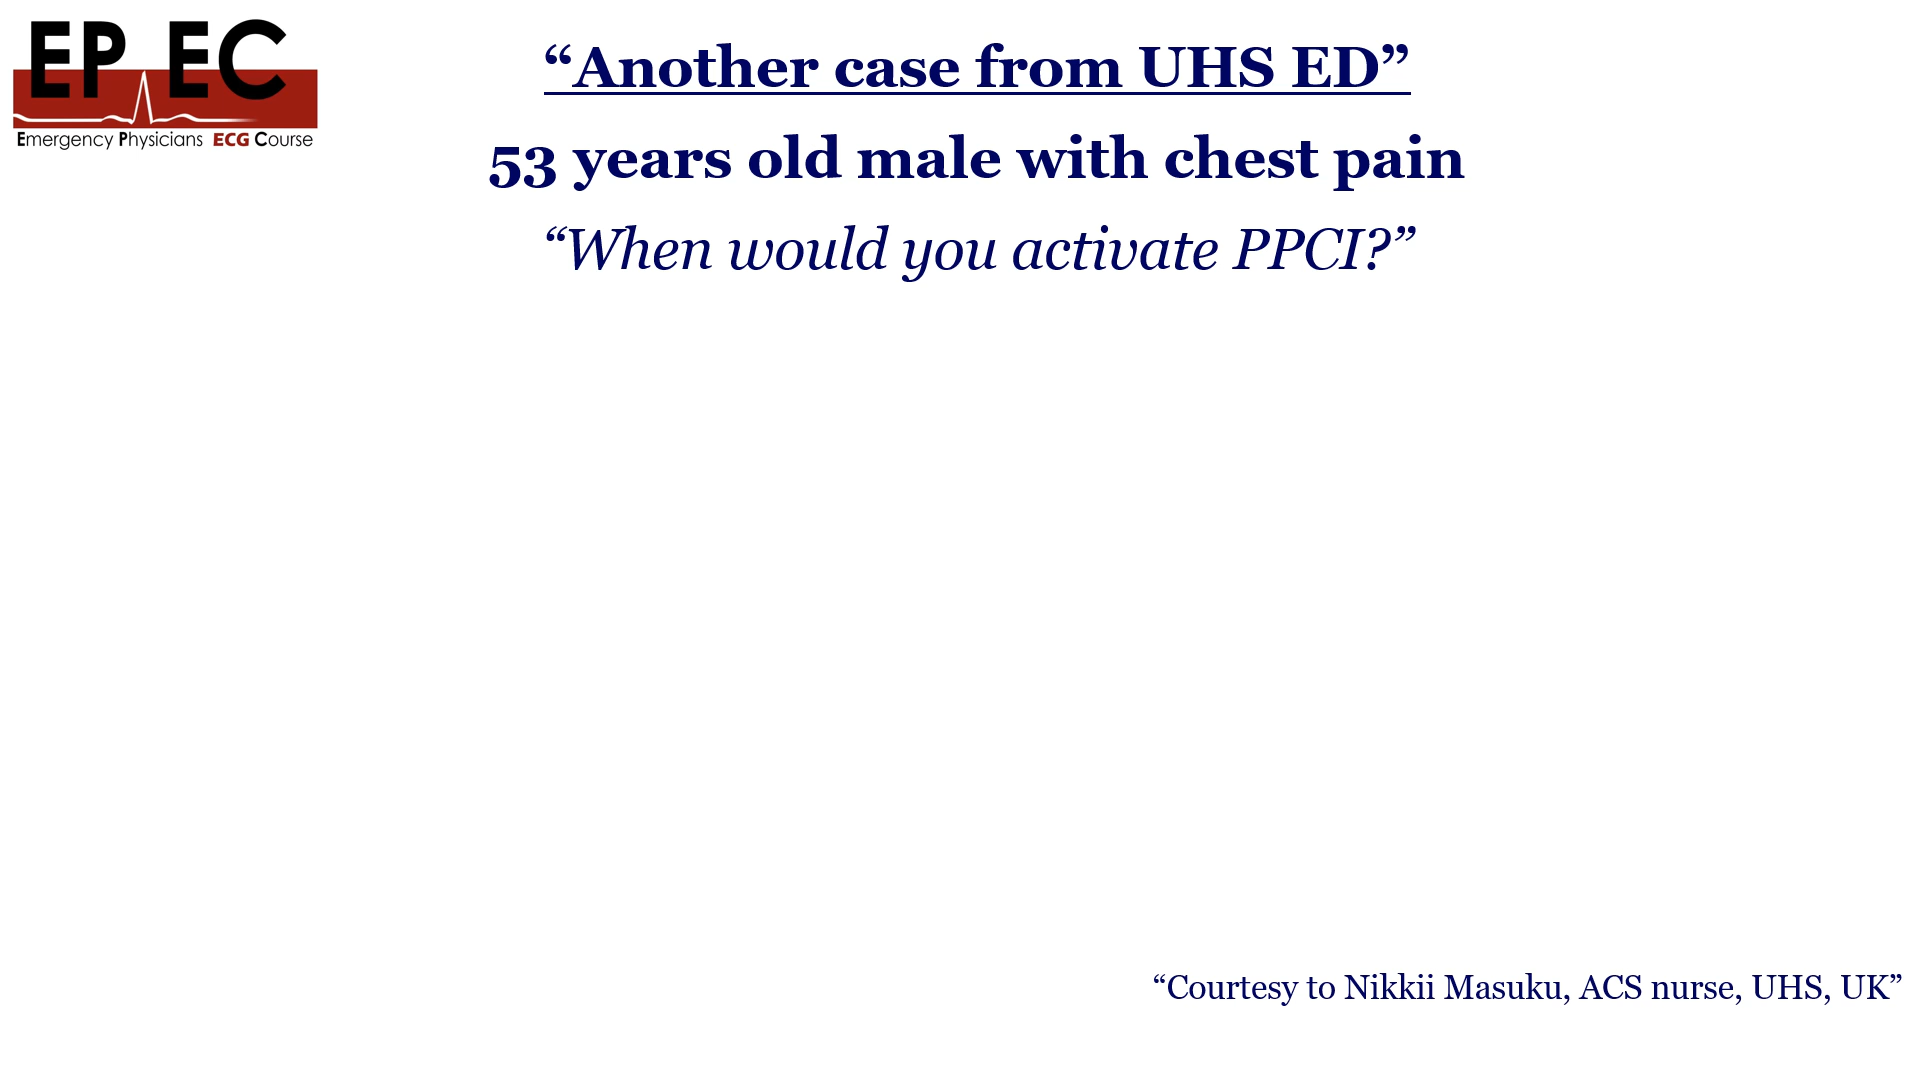 EP EC
Emergency Physicians ECG Course
“Another case from UHS ED”
53 years old male with chest pain
“When would you activate PPCI?”
“Courtesy to Nikkii Masuku, ACS nurse, UHS, UK”